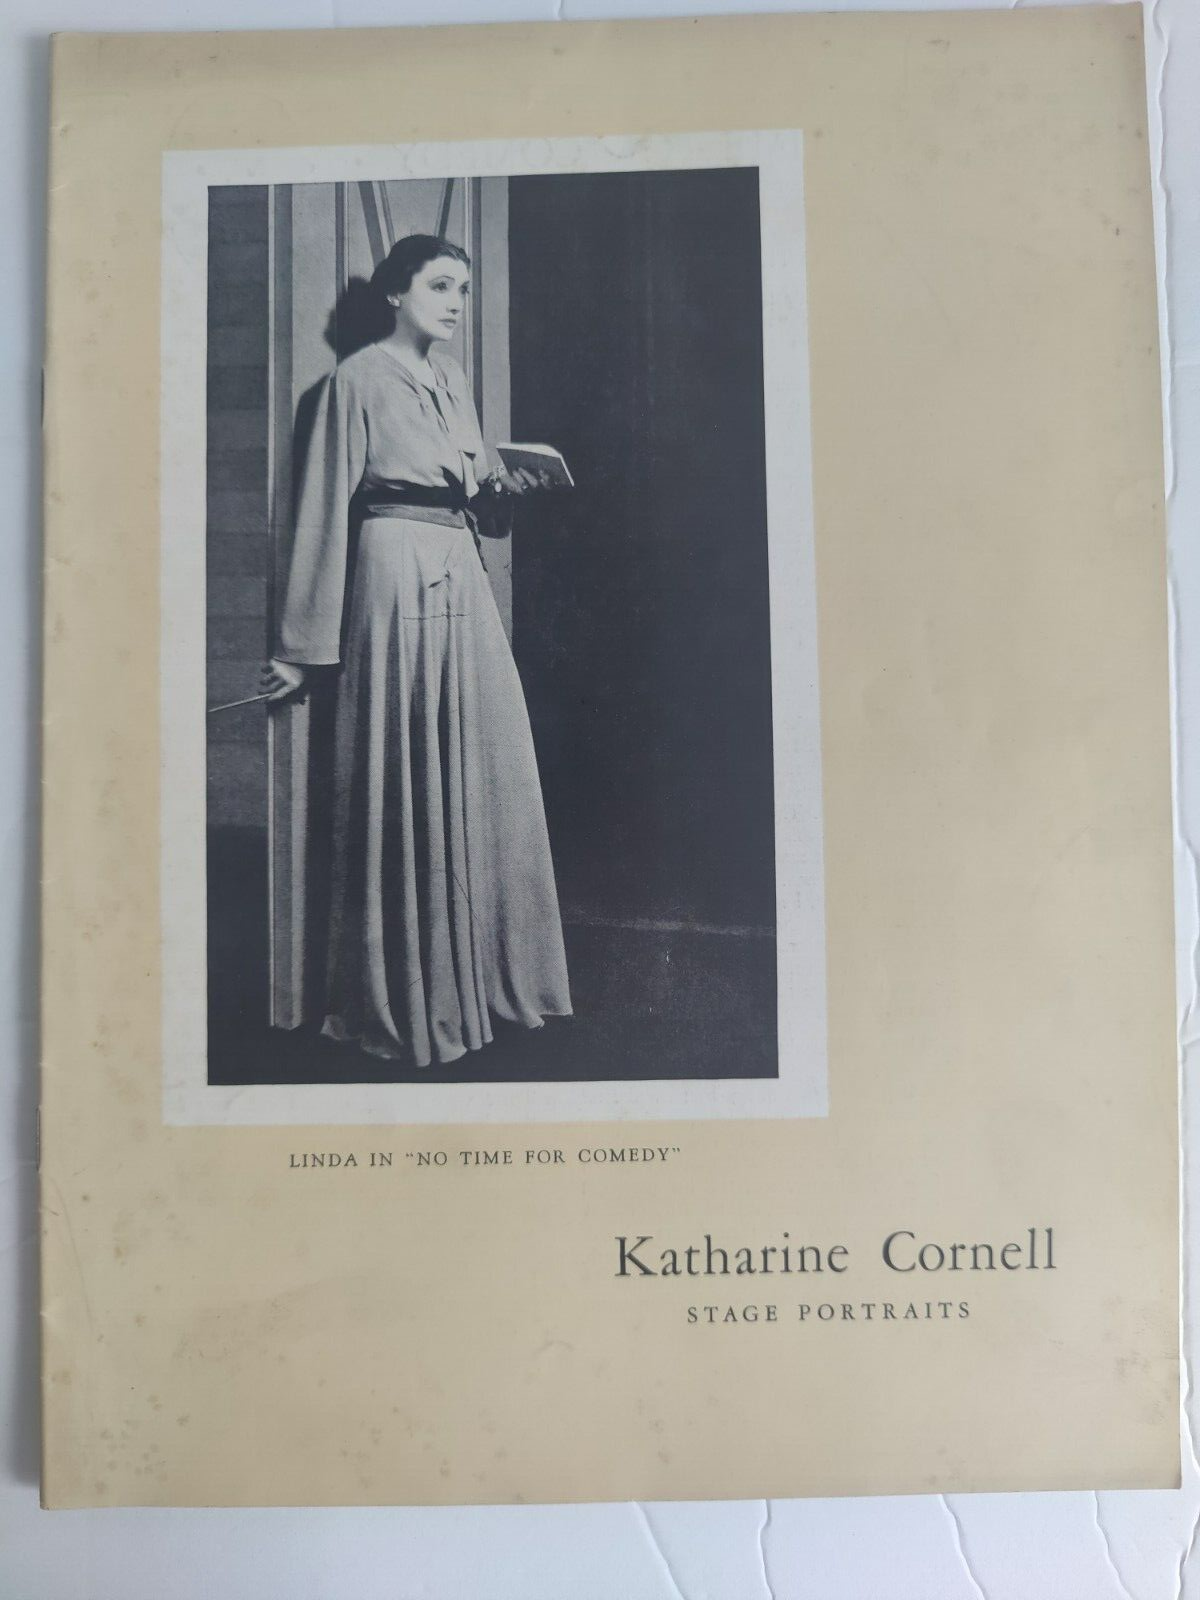 LINDA IN "NO TIME FOR COMEDY"
Katharine Cornell
STAGE PORTRAITS